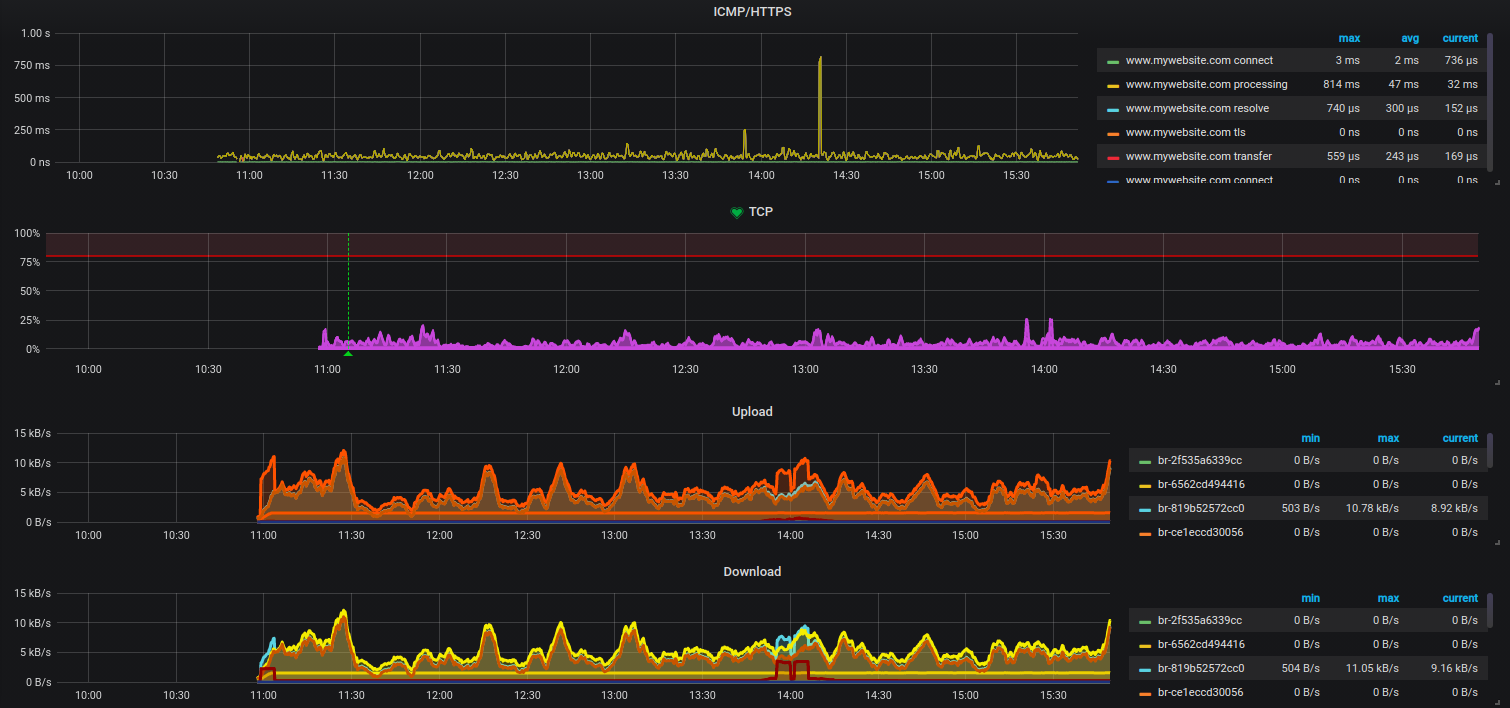 ICMP/HTTPS
1.00 s
750 ms
500 ms
250 ms
0 ns
10:00 10:30 11:00 11:30 12:00 12:30 13:00 13:30 14:00 14:30 15:00 15:30
max avg current
www.mywebsite.com connect 3 ms 2 ms 736 µs
www.mywebsite.com processing 814 ms 47 ms 32 ms
www.mywebsite.com resolve 740 µs 300 µs 152 µs
www.mywebsite.com tls 0 ns 0 ns 0 ns
www.mywebsite.com transfer 559 µs 243 µs 169 µs
www.mywebsite.com connect 0 ns 0 ns 0 ns
TCP
100%
75%
50%
25%
0%
10:00 10:30 11:00 11:30 12:00 12:30 13:00 13:30 14:00 14:30 15:00 15:30
Upload
15 kB/s
10 kB/s
5 kB/s
0 B/s
10:00 10:30 11:00 11:30 12:00 12:30 13:00 13:30 14:00 14:30 15:00 15:30
min max current
br-2f535a6339cc 0 B/s 0 B/s 0 B/s
br-6562cd494416 0 B/s 0 B/s 0 B/s
br-819b52572cc0 503 B/s 10.78 kB/s 8.92 kB/s
br-ce1eccd30056 0 B/s 0 B/s 0 B/s
Download
15 kB/s
10 kB/s
5 kB/s
0 B/s
10:00 10:30 11:00 11:30 12:00 12:30 13:00 13:30 14:00 14:30 15:00 15:30
min max current
br-2f535a6339cc 0 B/s 0 B/s 0 B/s
br-6562cd494416 0 B/s 0 B/s 0 B/s
br-819b52572cc0 504 B/s 11.05 kB/s 9.16 kB/s
br-ce1eccd30056 0 B/s 0 B/s 0 B/s